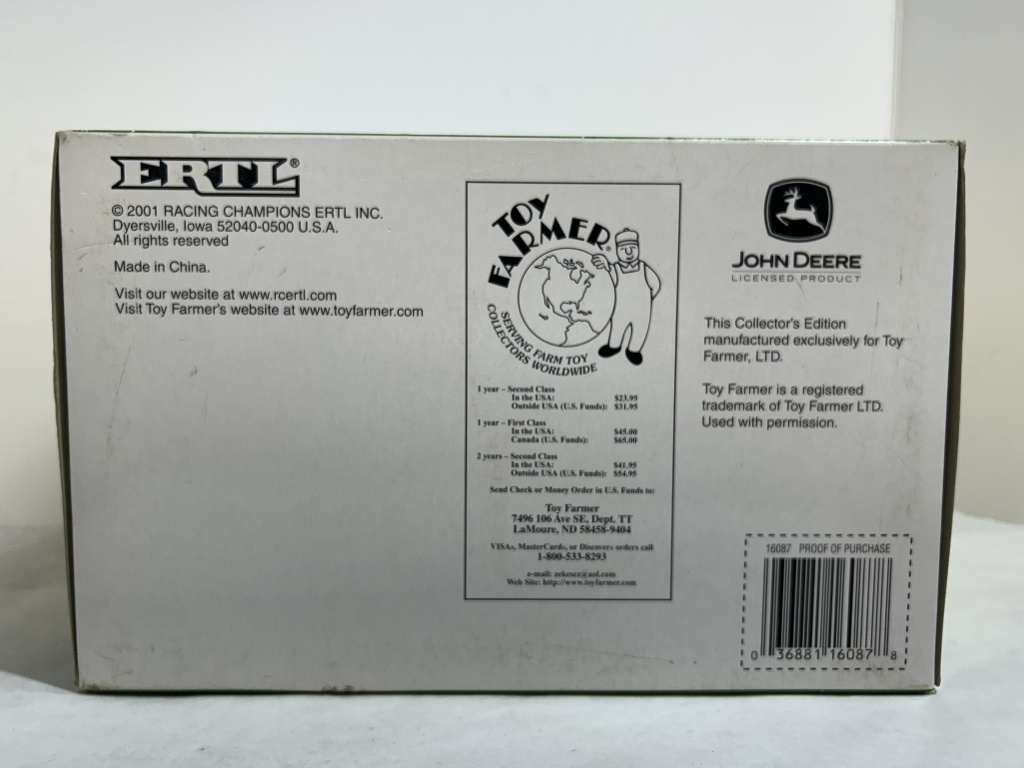 ERTL®
© 2001 RACING CHAMPIONS ERTL INC.
Dyersville, Iowa 52040-0500 U.S.A.
All rights reserved
Made in China.
Visit our website at www.rcertl.com
Visit Toy Farmer's website at www.toyfarmer.com
TOY
FARMER®
SERVING FARM TOY
COLLECTORS WORLDWIDE
1 year – Second Class
In the USA: $23.95
Outside USA (U.S. Funds): $31.95
1 year – First Class
In the USA: $45.00
Canada (U.S. Funds): $65.00
2 years – Second Class
In the USA: $41.95
Outside USA (U.S. Funds): $54.95
Send Check or Money Order in U.S. Funds to:
Toy Farmer
7496 106 Ave SE, Dept. TT
LaMoure, ND 58458-9404
VISA®, MasterCard®, or Discover® orders call
1-800-533-8293
e-mail: zekesez@aol.com
Web Site: http://www.toyfarmer.com
JOHN DEERE
LICENSED PRODUCT
This Collector's Edition
manufactured exclusively for Toy
Farmer, LTD.
Toy Farmer is a registered
trademark of Toy Farmer LTD.
Used with permission.
16087 PROOF OF PURCHASE
0 36881 16087 8